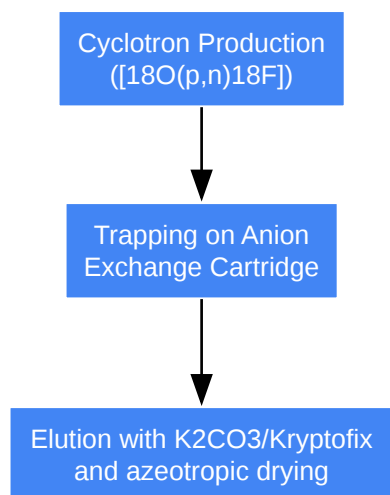 Cyclotron Production
([18O(p,n)18F])
Trapping on Anion
Exchange Cartridge
Elution with K2CO3/Kryptofix
and azeotropic drying